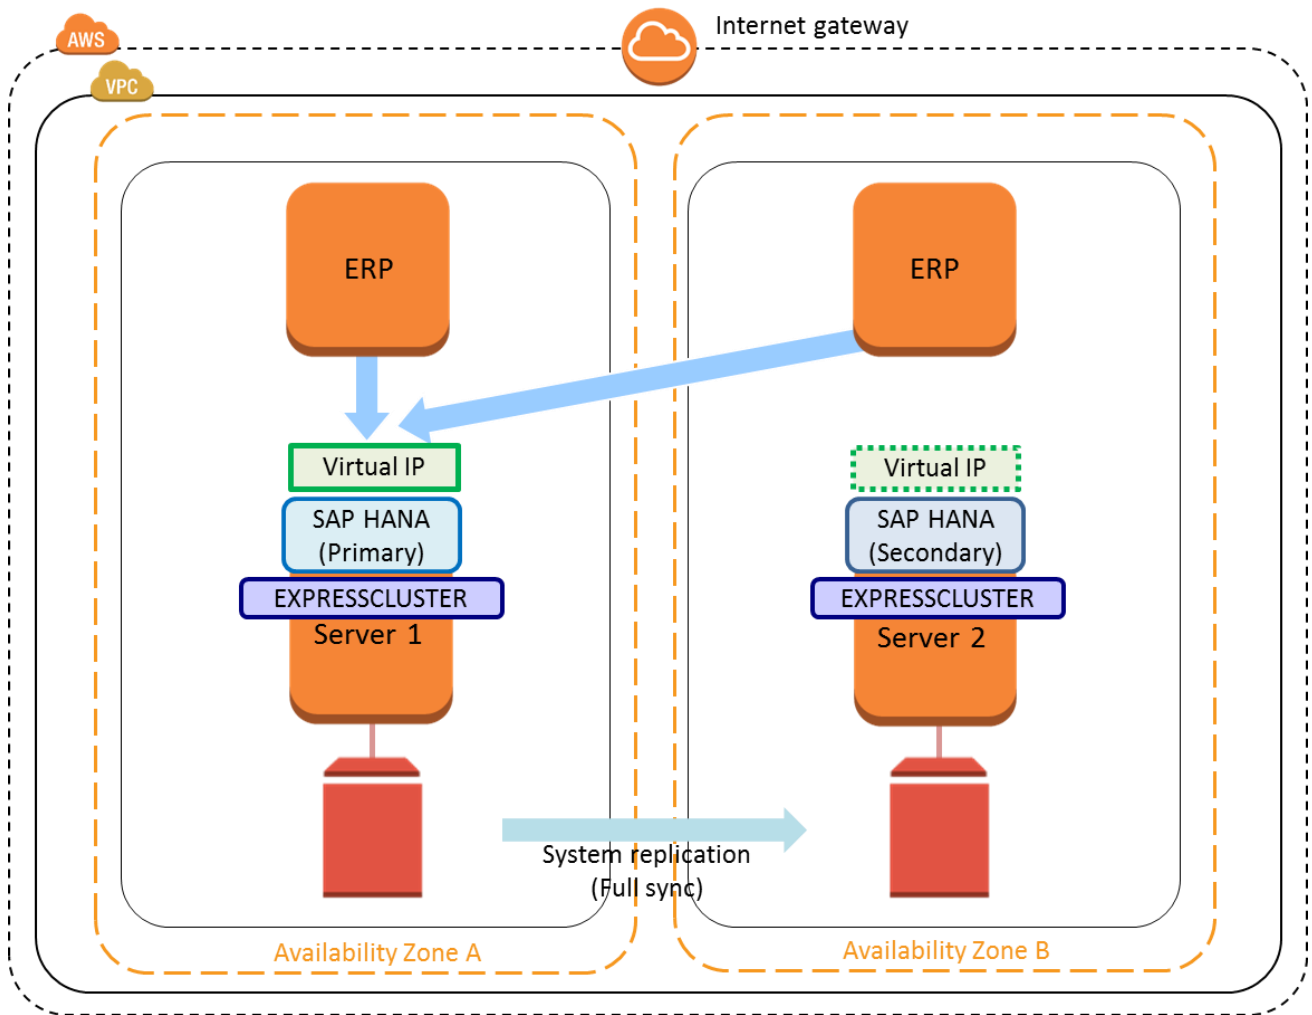 Internet gateway
AWS
VPC
ERP
ERP
Virtual IP
Virtual IP
SAP HANA
(Primary)
SAP HANA
(Secondary)
EXPRESSCLUSTER
EXPRESSCLUSTER
Server 1
Server 2
System replication
(Full sync)
Availability Zone A
Availability Zone B